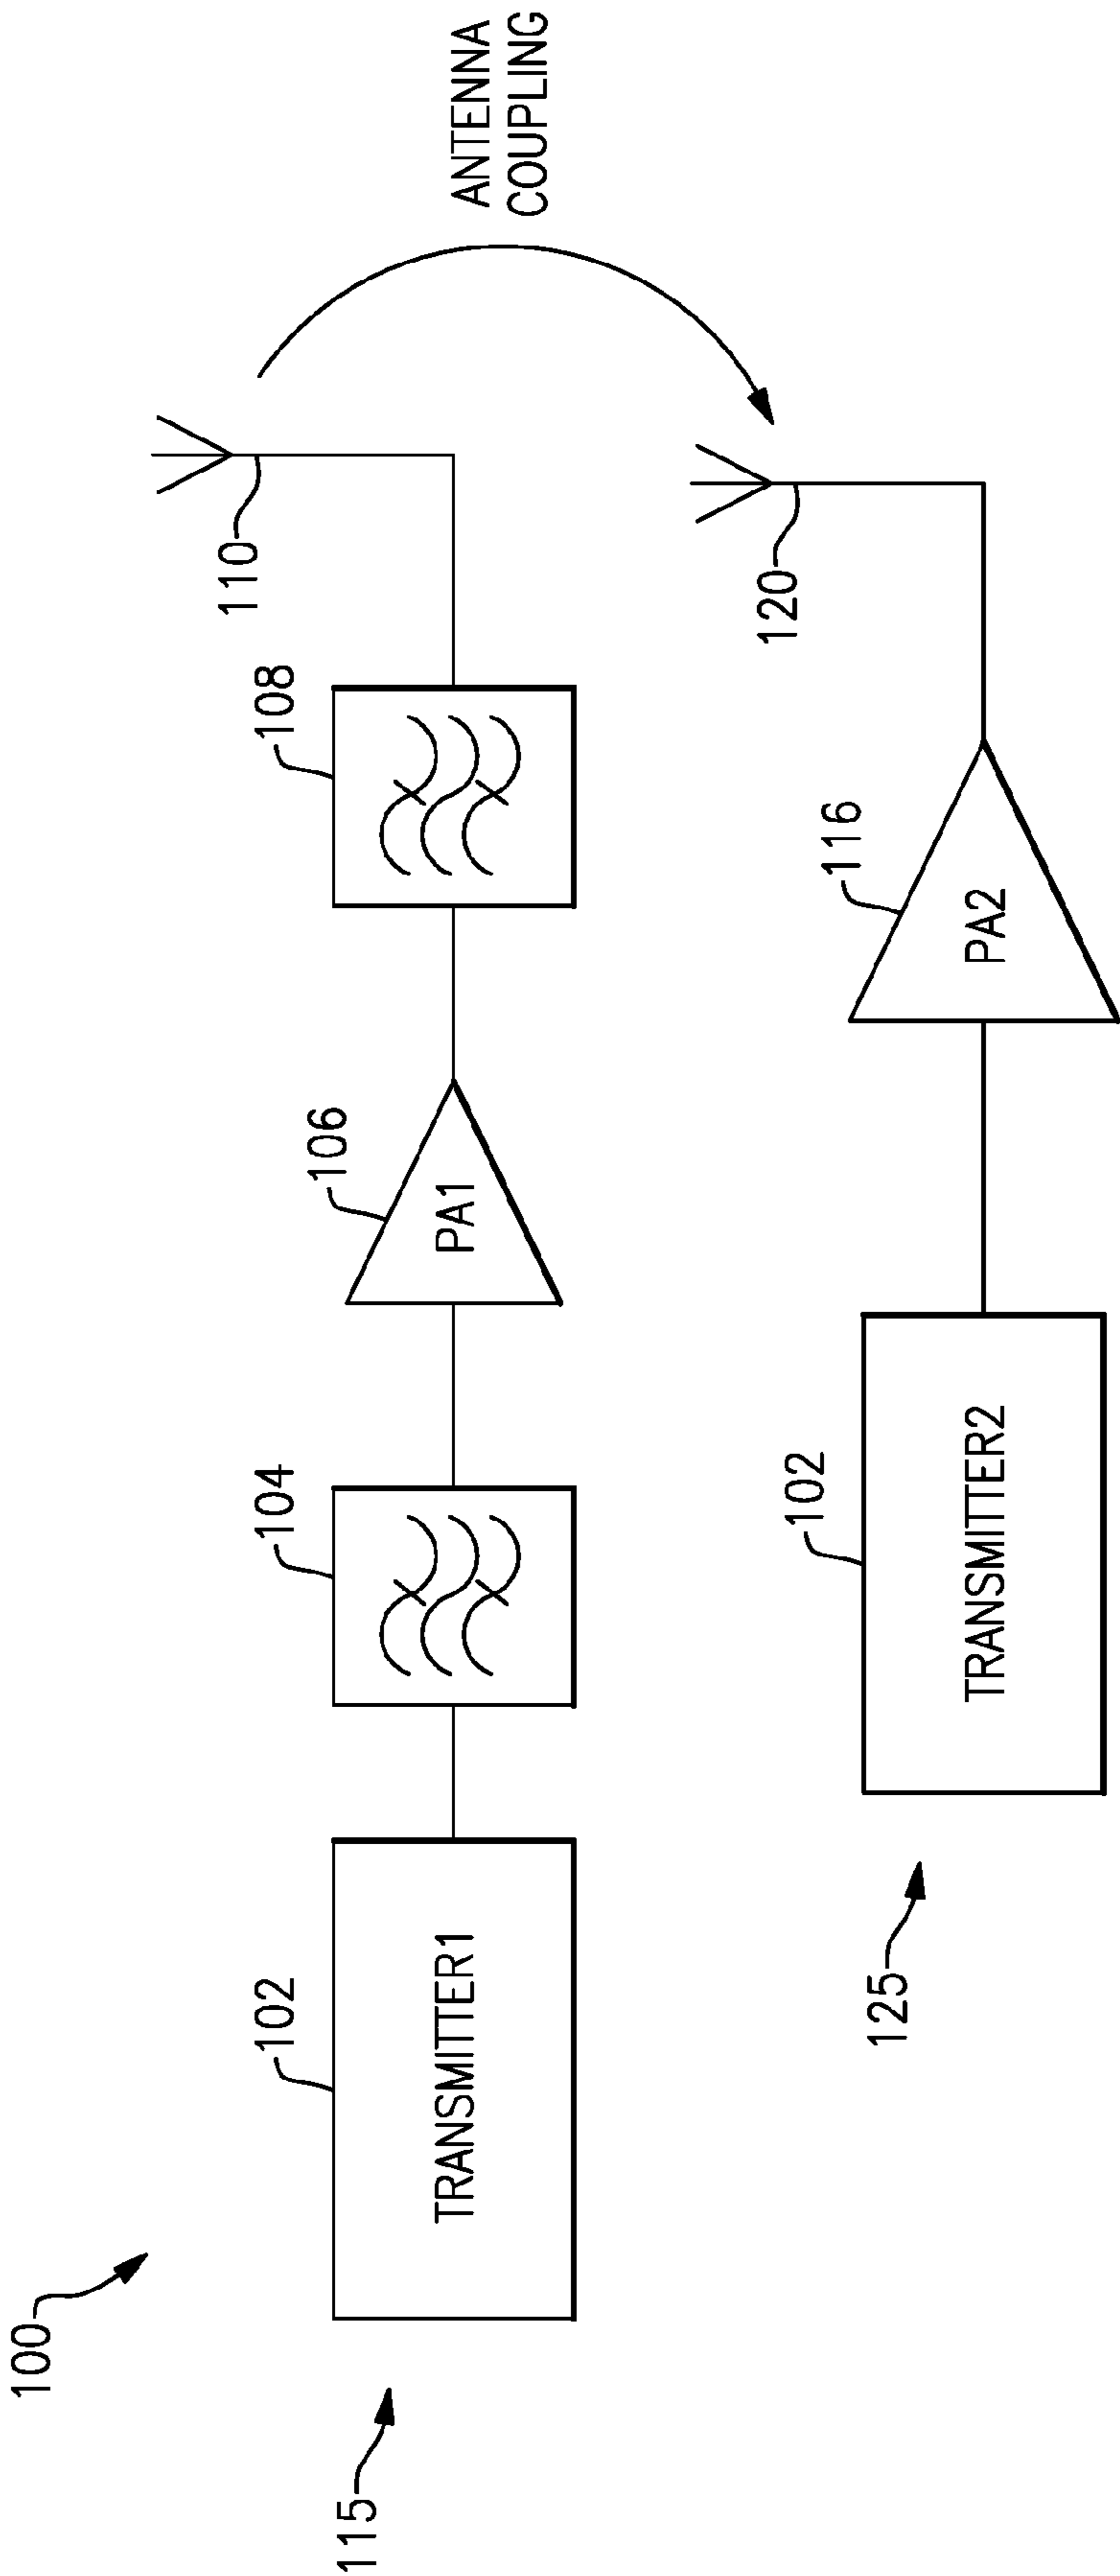 100
115
102
TRANSMITTER1
104
106
PA1
108
110
ANTENNA
COUPLING
125
102
TRANSMITTER2
116
PA2
120